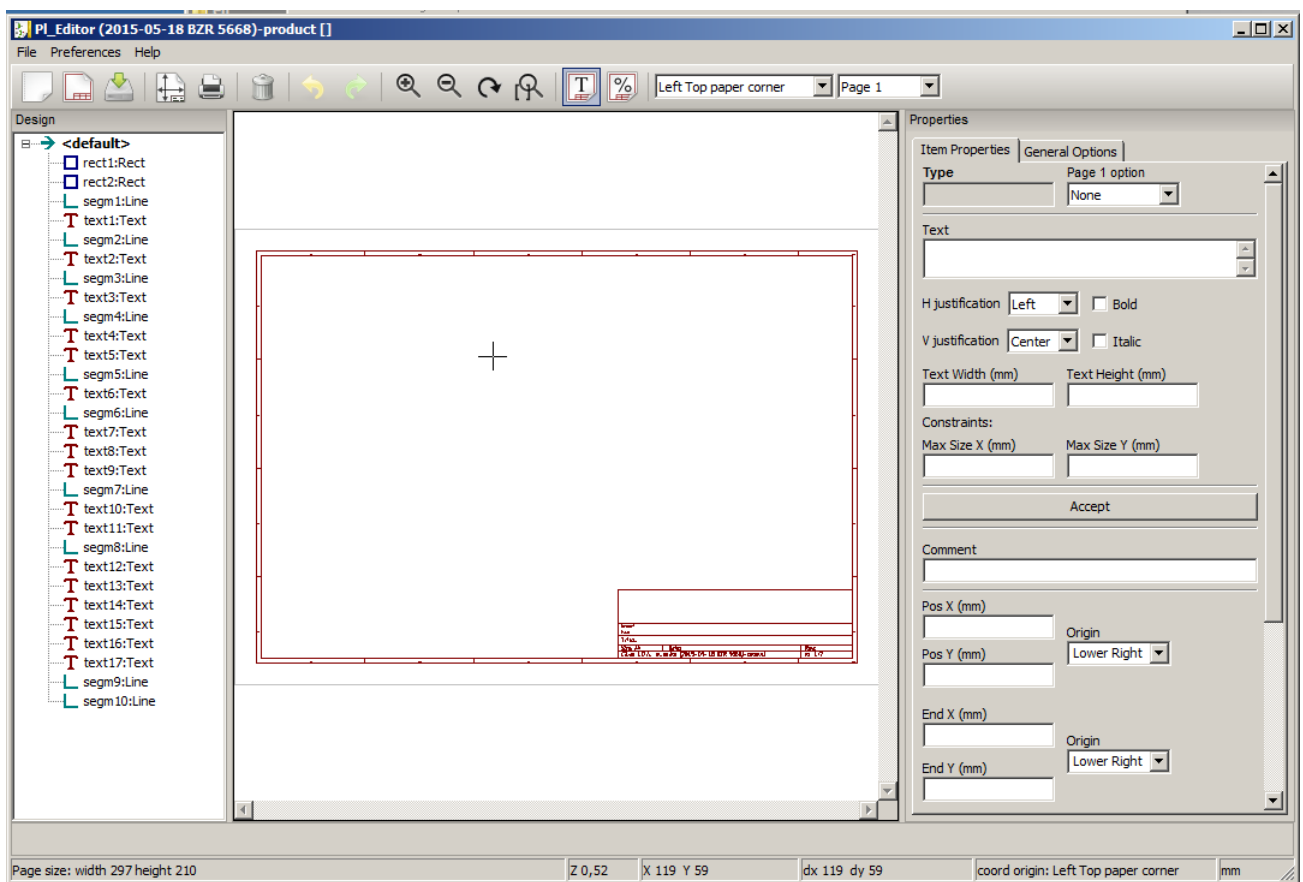 Pl_Editor (2015-05-18 BZR 5668)-product []
File Preferences Help
T % Left Top paper corner Page 1
Design
<default>
rect1:Rect
rect2:Rect
segm1:Line
text1:Text
segm2:Line
text2:Text
segm3:Line
text3:Text
segm4:Line
text4:Text
text5:Text
segm5:Line
text6:Text
segm6:Line
text7:Text
text8:Text
text9:Text
segm7:Line
text10:Text
text11:Text
segm8:Line
text12:Text
text13:Text
text14:Text
text15:Text
text16:Text
text17:Text
segm9:Line
segm10:Line
Properties
Item Properties General Options
Type Page 1 option
None
Text
H justification Left Bold
V justification Center Italic
Text Width (mm) Text Height (mm)
Constraints:
Max Size X (mm) Max Size Y (mm)
Accept
Comment
Pos X (mm)
Origin
Pos Y (mm) Lower Right
End X (mm)
Origin
End Y (mm) Lower Right
Page size: width 297 height 210 Z 0,52 X 119 Y 59 dx 119 dy 59 coord origin: Left Top paper corner mm